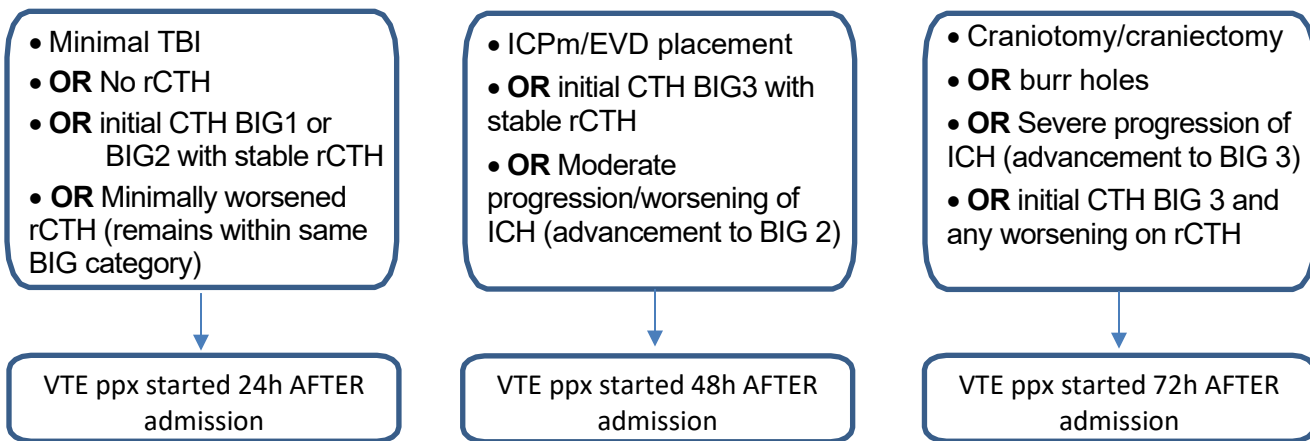 • Minimal TBI
• OR No rCTH
• OR initial CTH BIG1 or
BIG2 with stable rCTH
• OR Minimally worsened
rCTH (remains within same
BIG category)
VTE ppx started 24h AFTER
admission
• ICPm/EVD placement
• OR initial CTH BIG3 with
stable rCTH
• OR Moderate
progression/worsening of
ICH (advancement to BIG 2)
VTE ppx started 48h AFTER
admission
• Craniotomy/craniectomy
• OR burr holes
• OR Severe progression of
ICH (advancement to BIG 3)
• OR initial CTH BIG 3 and
any worsening on rCTH
VTE ppx started 72h AFTER
admission